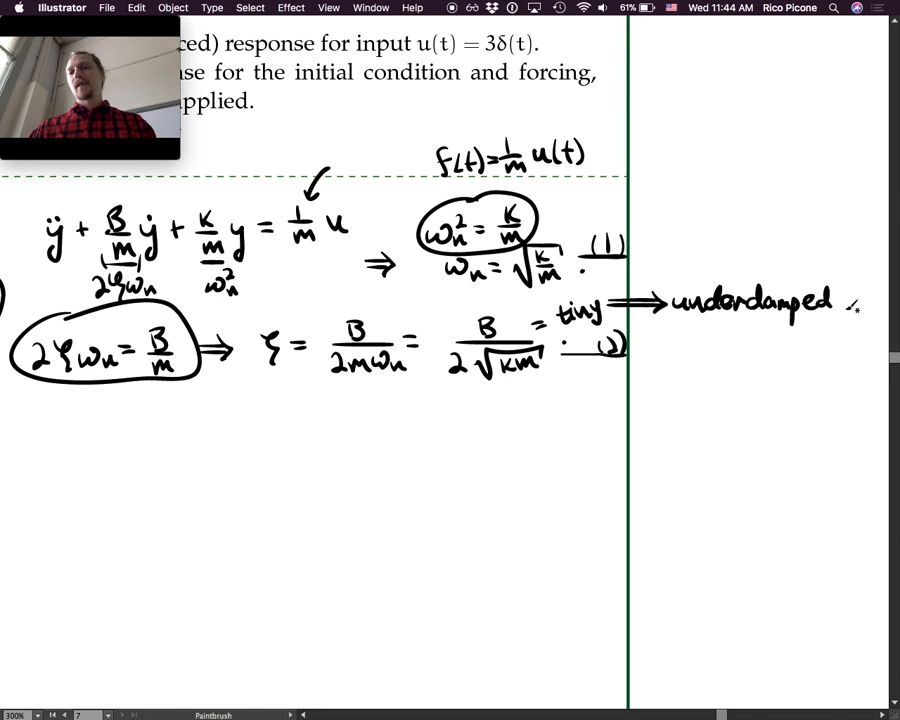 Illustrator File Edit Object Type Select Effect View Window Help 61% Wed 11:44 AM Rico Picone
ced) response for input u(t) = 3δ(t).
se for the initial condition and forcing,
pplied.
f(t) = 1/m u(t)
ÿ + B/m ẏ + K/m y = 1/m u
2ζωn ωn²
⇒ ωn² = K/m
ωn = √(K/m) . (1)
2ζωn = B/m ⇒ ζ = B/(2mωn) = B/(2√(Km)) = tiny ⟹ underdamped
. (2)
300% 7 Paintbrush